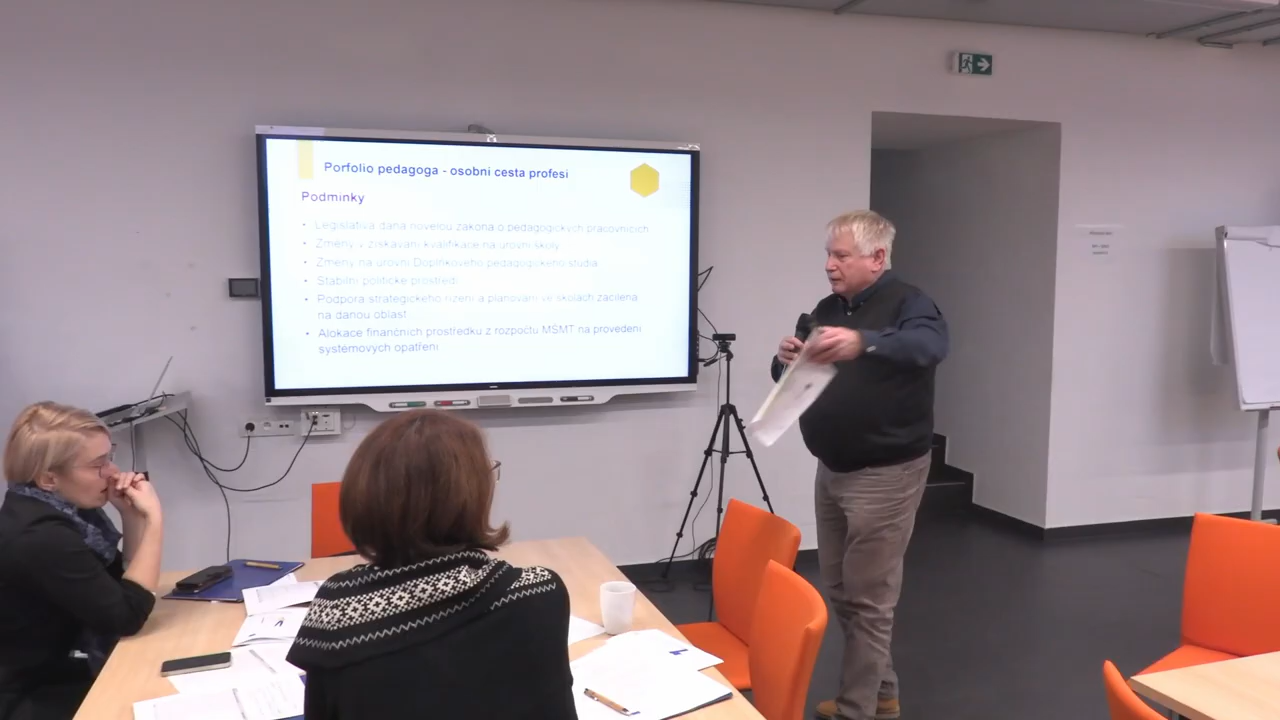 Porfolio pedagoga - osobní cesta profesí
Podmínky
• Legislativa daná novelou zákona o pedagogických pracovnících
• Změny v získávání kvalifikace na úrovni školy
• Změny na úrovni Doplňkového pedagogického studia
• Stabilní politické prostředí
• Podpora strategického řízení a plánování ve školách zacílena
na danou oblast
• Alokace finančních prostředku z rozpočtu MŠMT na provedení
systémových opatření